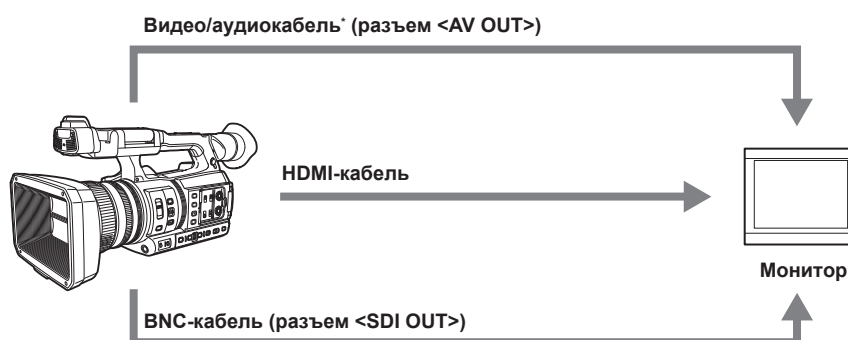 Видео/аудиокабель* (разъем <AV OUT>)
HDMI-кабель
Монитор
BNC-кабель (разъем <SDI OUT>)